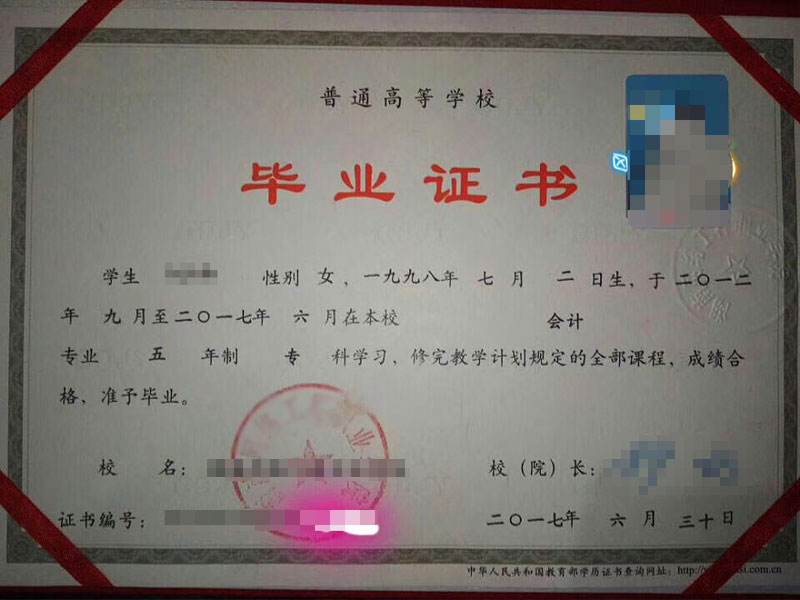 普通高等学校
毕业证书
学生 性别 女，一九九八年 七 月 二 日生，于二〇一二
年 九 月至二〇一七年 六 月在本校 会计
专业 五 年制 专 科学习，修完教学计划规定的全部课程，成绩合
格，准予毕业。
校 名： 校（院）长：
证书编号： 二〇一七年 六 月 三十日
中华人民共和国教育部学历证书查询网址：